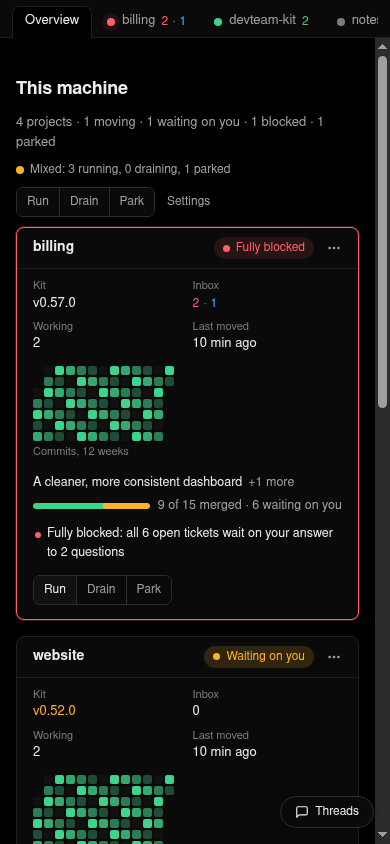 Overview
billing 2 · 1
devteam-kit 2
notes
This machine
4 projects · 1 moving · 1 waiting on you · 1 blocked · 1
parked
Mixed: 3 running, 0 draining, 1 parked
Run Drain Park Settings
billing
Fully blocked
Kit
Inbox
v0.57.0
2 · 1
Working
Last moved
2
10 min ago
Commits, 12 weeks
A cleaner, more consistent dashboard +1 more
9 of 15 merged · 6 waiting on you
Fully blocked: all 6 open tickets wait on your answer
to 2 questions
Run Drain Park
website
Waiting on you
Kit
Inbox
v0.52.0
0
Working
Last moved
2
10 min ago
Threads